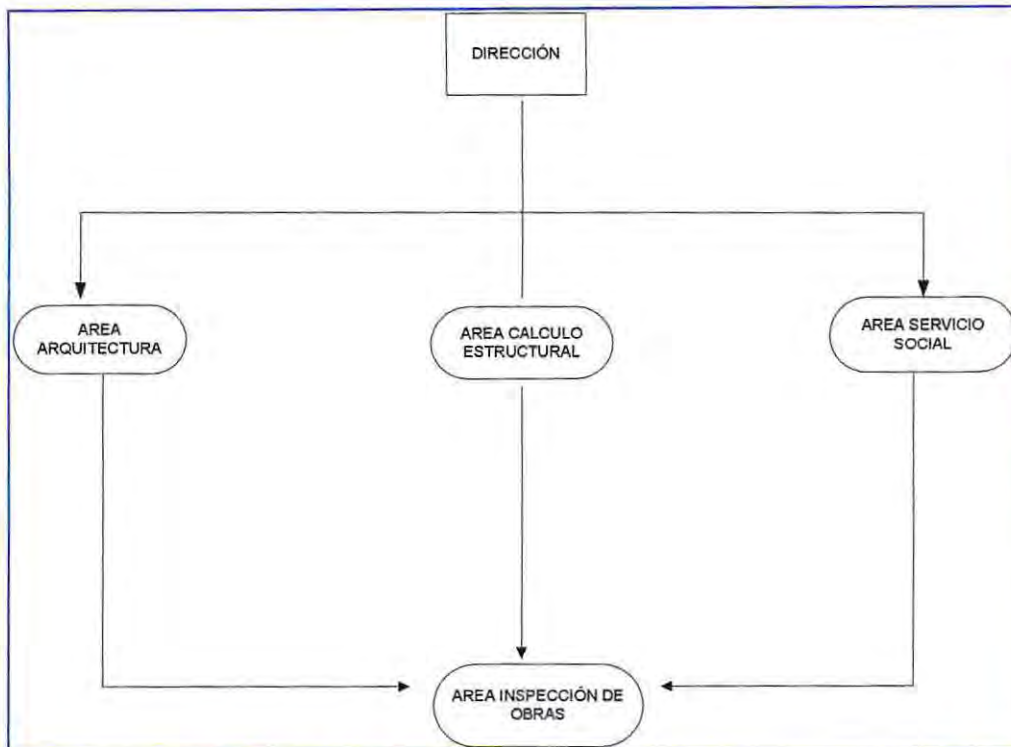 DIRECCIÓN
AREA
ARQUITECTURA
AREA CALCULO
ESTRUCTURAL
AREA SERVICIO
SOCIAL
AREA INSPECCIÓN DE
OBRAS